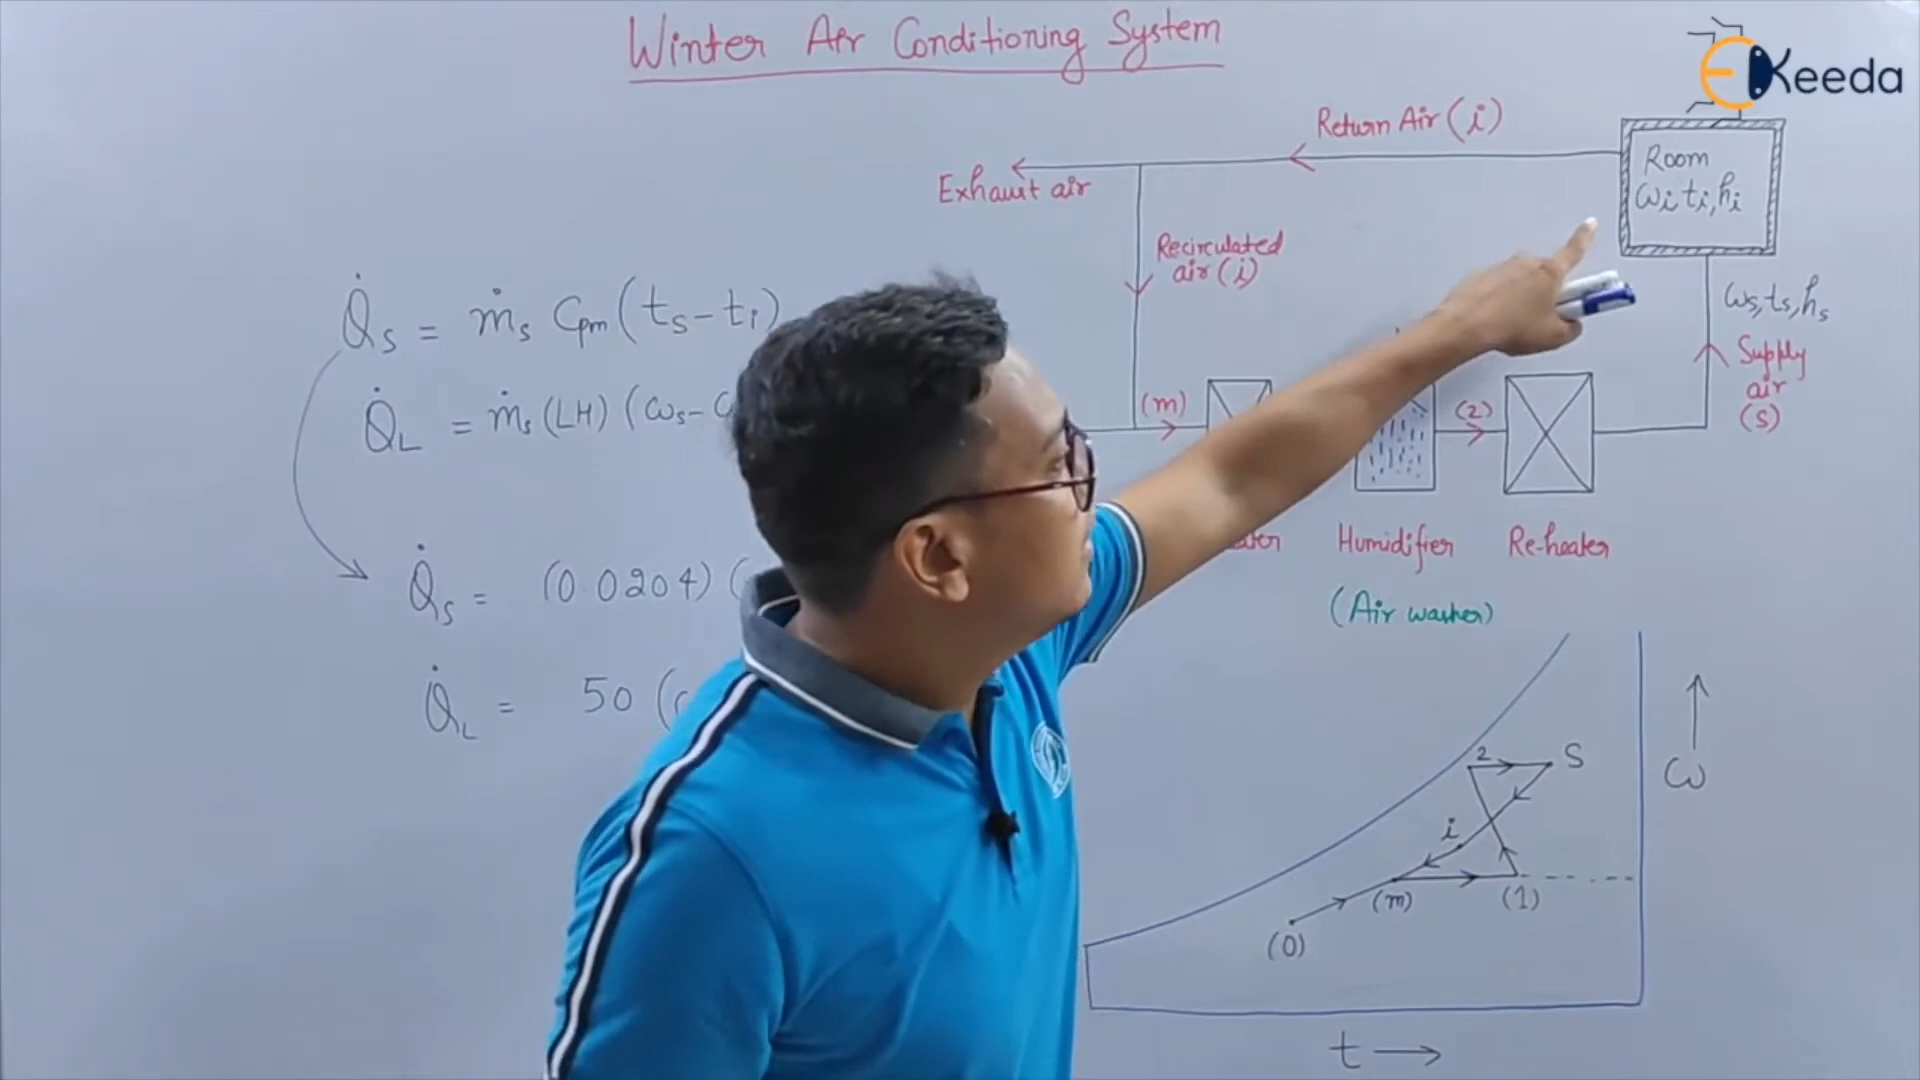 Winter Air Conditioning System
EKeeda
Return Air (i)
Exhaust air
Room
ωi ti, hi
Recirculated
air (i)
ωs, ts, hs
Supply
air
(S)
Q̇s = ṁs Cpm (ts - ti)
Q̇L = ṁs (LH) (ωs -
(m)
(2)
Humidifier
Re-heater
(Air washer)
Q̇s = (0 0204) (
Q̇L = 50 (
2
S
ω
i
(m)
(1)
(0)
t